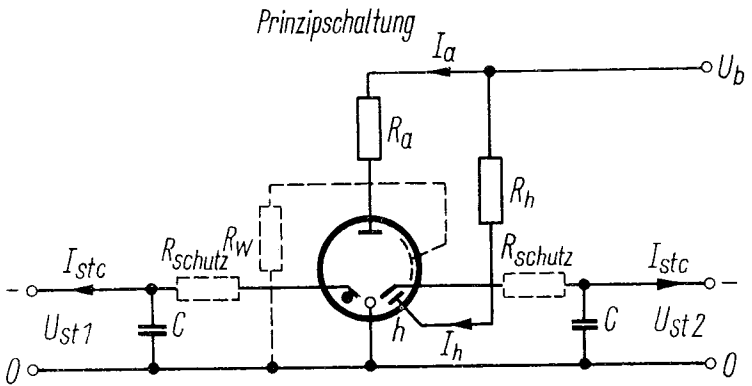 Prinzipschaltung
I_a
U_b
R_a
R_h
R_W
R_schutz
R_schutz
I_stc
I_stc
-
-
U_st1
C
h
I_h
C
U_st2
0
0